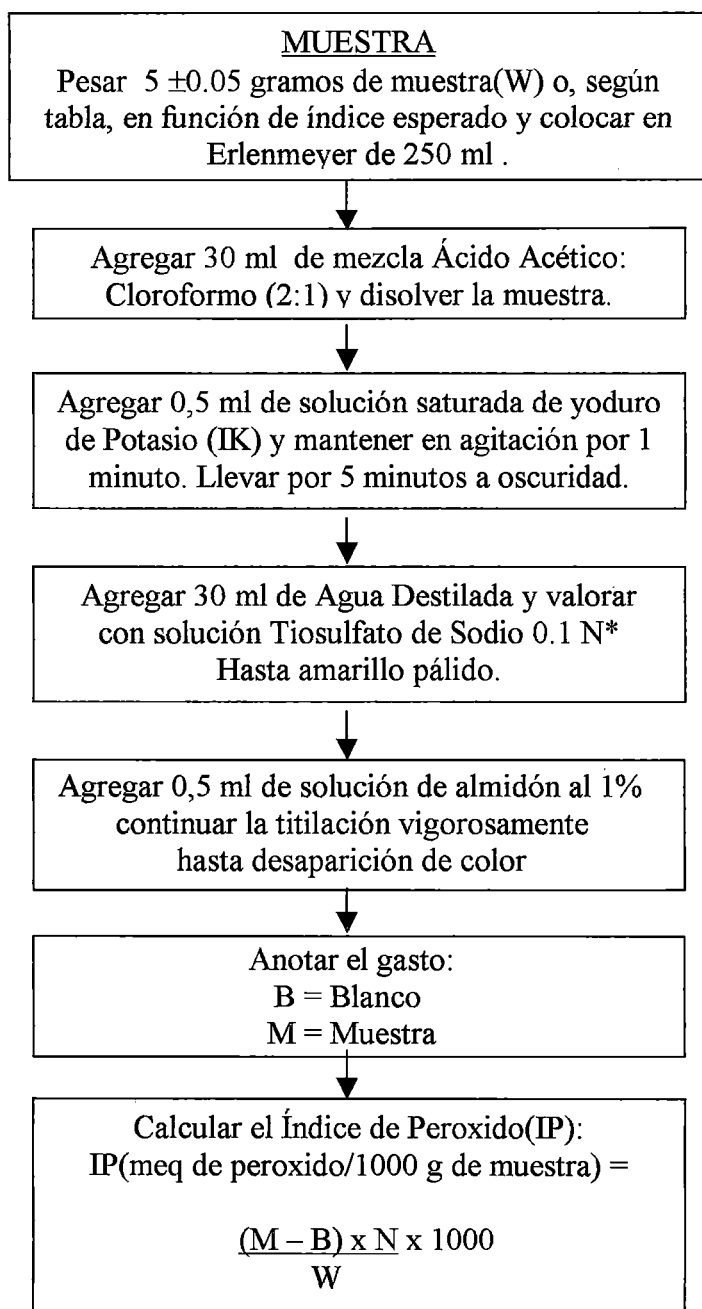 MUESTRA
Pesar 5 ±0.05 gramos de muestra(W) o, según
tabla, en función de índice esperado y colocar en
Erlenmeyer de 250 ml .
Agregar 30 ml de mezcla Ácido Acético:
Cloroformo (2:1) y disolver la muestra.
Agregar 0,5 ml de solución saturada de yoduro
de Potasio (IK) y mantener en agitación por 1
minuto. Llevar por 5 minutos a oscuridad.
Agregar 30 ml de Agua Destilada y valorar
con solución Tiosulfato de Sodio 0.1 N*
Hasta amarillo pálido.
Agregar 0,5 ml de solución de almidón al 1%
continuar la titilación vigorosamente
hasta desaparición de color
Anotar el gasto:
B = Blanco
M = Muestra
Calcular el Índice de Peroxido(IP):
IP(meq de peroxido/1000 g de muestra) =
(M – B) x N x 1000
W